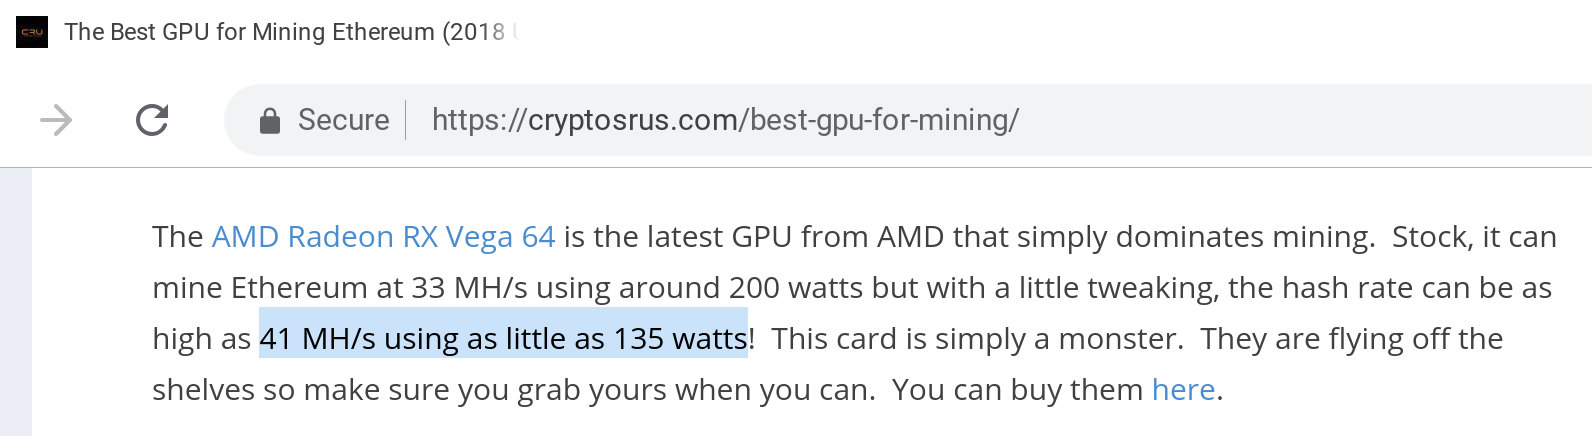 CRU
The Best GPU for Mining Ethereum (2018
Secure
https://cryptosrus.com/best-gpu-for-mining/
The AMD Radeon RX Vega 64 is the latest GPU from AMD that simply dominates mining. Stock, it can
mine Ethereum at 33 MH/s using around 200 watts but with a little tweaking, the hash rate can be as
high as 41 MH/s using as little as 135 watts! This card is simply a monster. They are flying off the
shelves so make sure you grab yours when you can. You can buy them here.